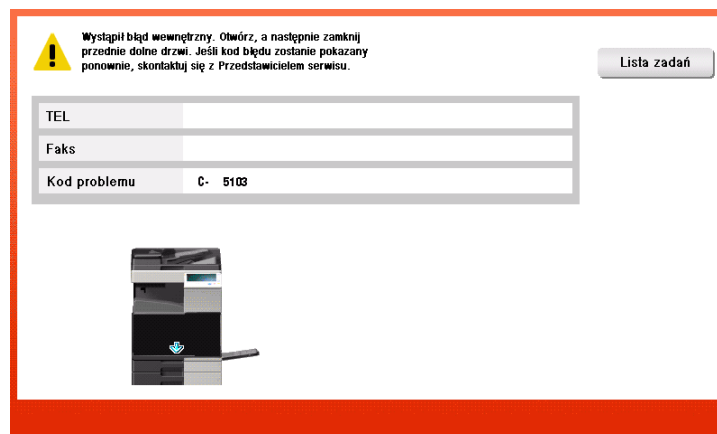 Wystąpił błąd wewnętrzny. Otwórz, a następnie zamknij
przednie dolne drzwi. Jeśli kod błędu zostanie pokazany
ponownie, skontaktuj się z Przedstawicielem serwisu.
Lista zadań
TEL
Faks
Kod problemu C- 5103